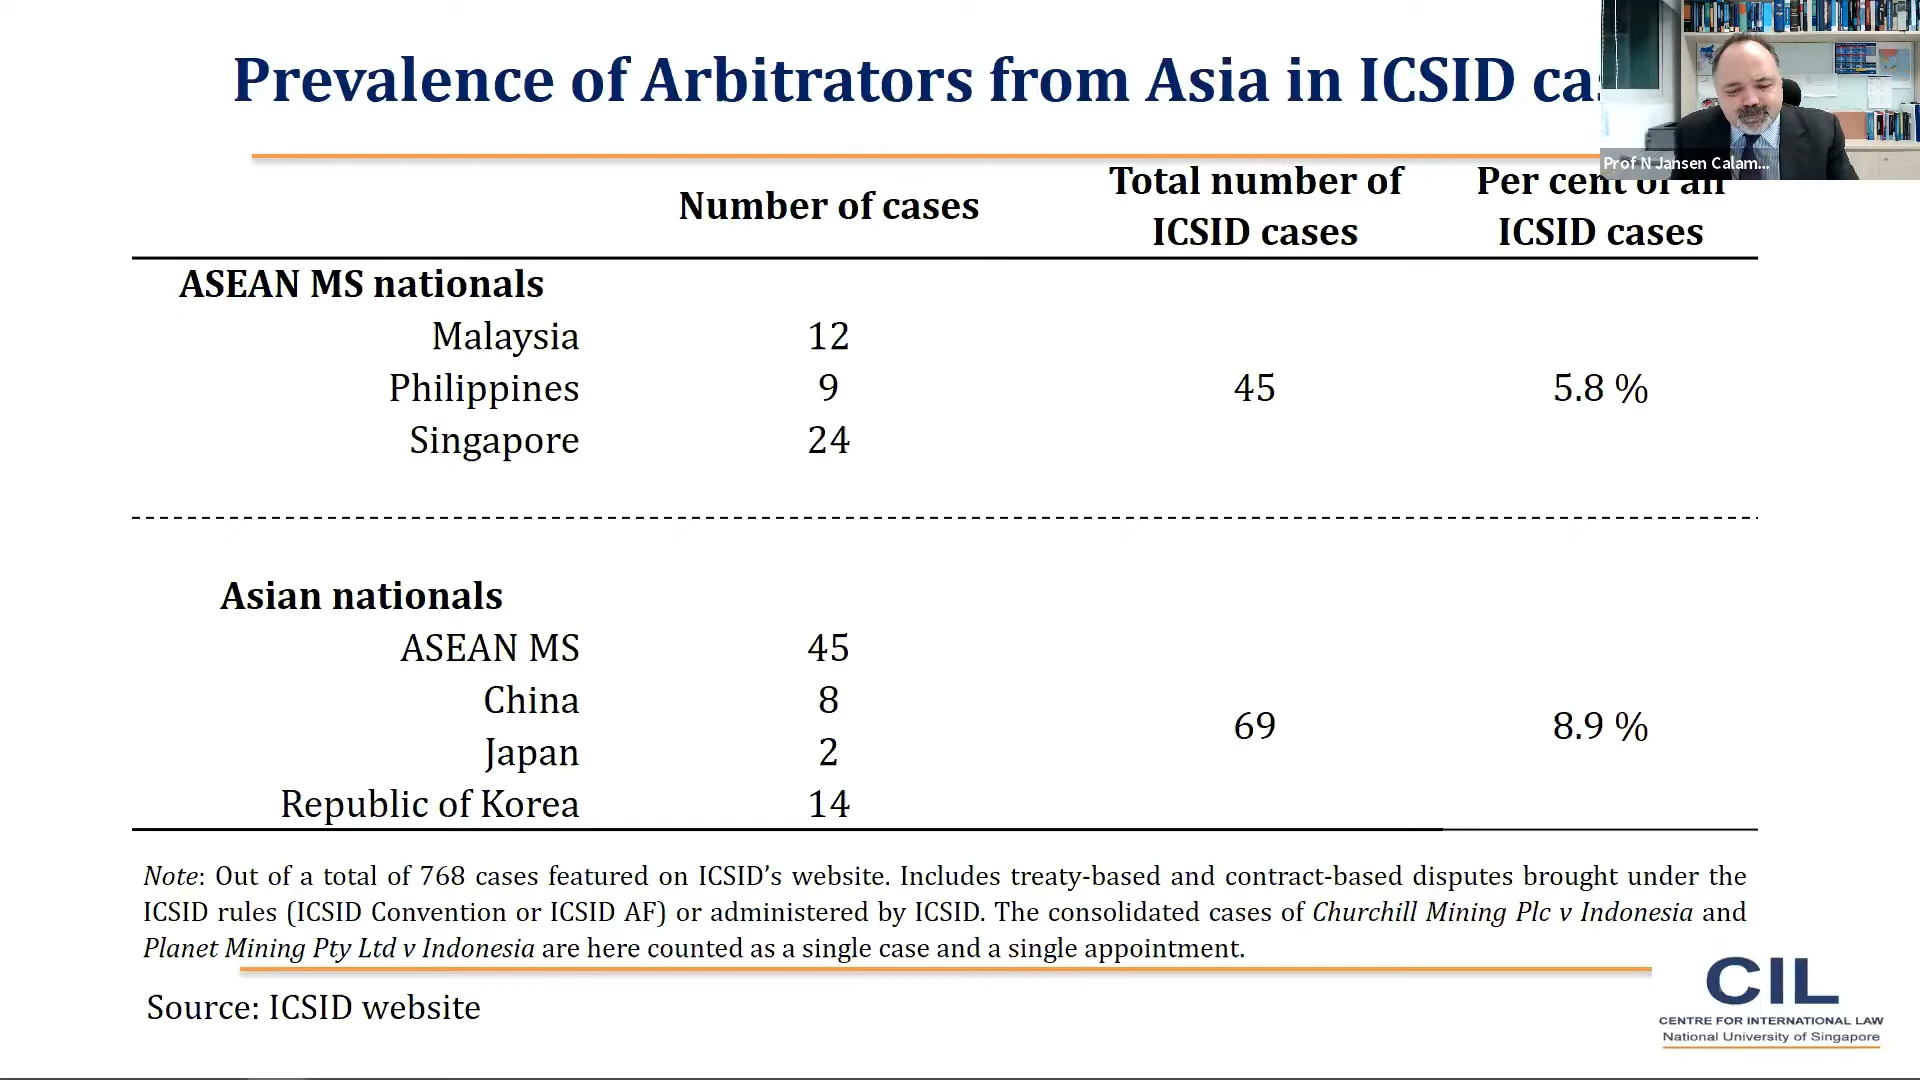 Prevalence of Arbitrators from Asia in ICSID
Prof N Jansen Calam...
Number of cases
Total number of
ICSID cases
Per cent of all
ICSID cases
ASEAN MS nationals
Malaysia 12
Philippines 9 45 5.8 %
Singapore 24
Asian nationals
ASEAN MS 45
China 8
69 8.9 %
Japan 2
Republic of Korea 14
Note: Out of a total of 768 cases featured on ICSID’s website. Includes treaty-based and contract-based disputes brought under the
ICSID rules (ICSID Convention or ICSID AF) or administered by ICSID. The consolidated cases of Churchill Mining Plc v Indonesia and
Planet Mining Pty Ltd v Indonesia are here counted as a single case and a single appointment.
Source: ICSID website
CIL
CENTRE FOR INTERNATIONAL LAW
National University of Singapore